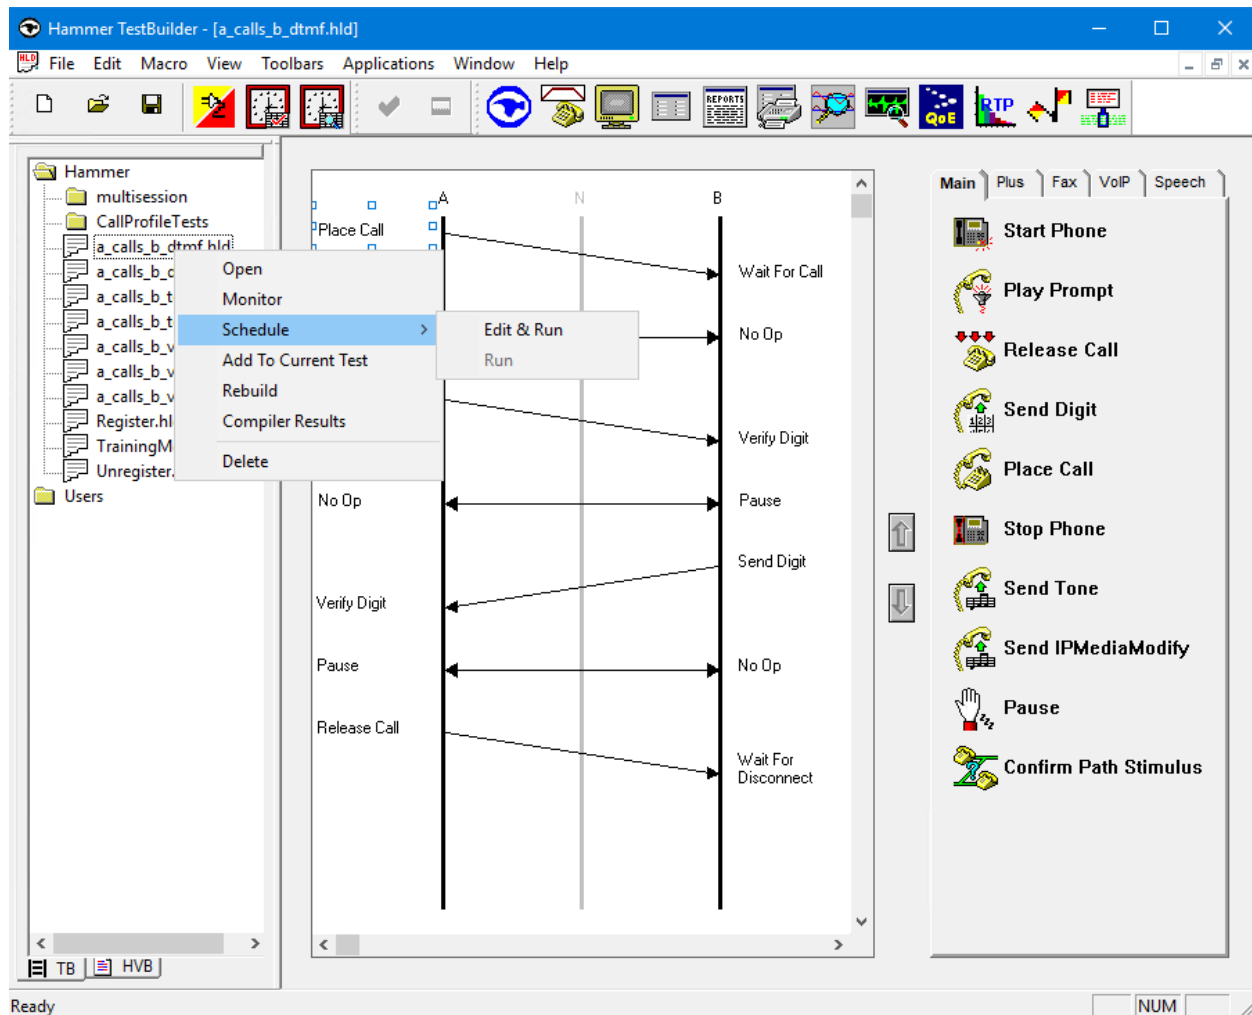 Hammer TestBuilder - [a_calls_b_dtmf.hld]
HLD File Edit Macro View Toolbars Applications Window Help
REPORTS QoE RTP
Hammer
multisession
CallProfileTests
a_calls_b_dtmf.hld
a_calls_b_d
a_calls_b_t
a_calls_b_t
a_calls_b_v
a_calls_b_v
a_calls_b_v
Register.hl
TrainingM
Unregister.
Users
TB HVB
Open
Monitor
Schedule
Add To Current Test
Rebuild
Compiler Results
Delete
Edit & Run
Run
A N B
Place Call
Wait For Call
No Op
Verify Digit
No Op Pause
Send Digit
Verify Digit
Pause No Op
Release Call
Wait For
Disconnect
Main Plus Fax VoIP Speech
Start Phone
Play Prompt
Release Call
Send Digit
Place Call
Stop Phone
Send Tone
Send IPMediaModify
Pause
Confirm Path Stimulus
Ready NUM